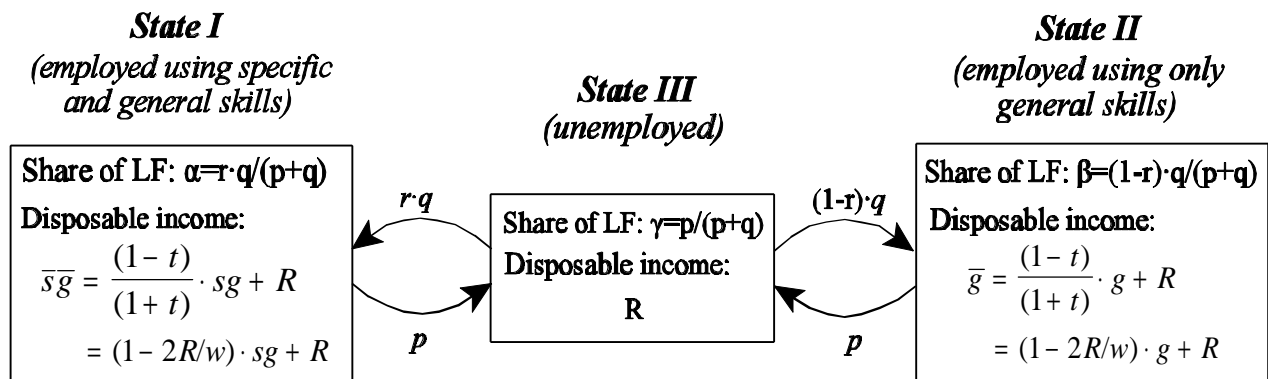 State I
(employed using specific
and general skills)
Share of LF: α=r·q/(p+q)
Disposable income:
s̅g̅ = (1− t)/(1+ t) · sg + R
= (1− 2R/w) · sg + R
r·q
p
State III
(unemployed)
Share of LF: γ=p/(p+q)
Disposable income:
R
(1-r)·q
p
State II
(employed using only
general skills)
Share of LF: β=(1-r)·q/(p+q)
Disposable income:
g̅ = (1− t)/(1+ t) · g + R
= (1− 2R/w) · g + R